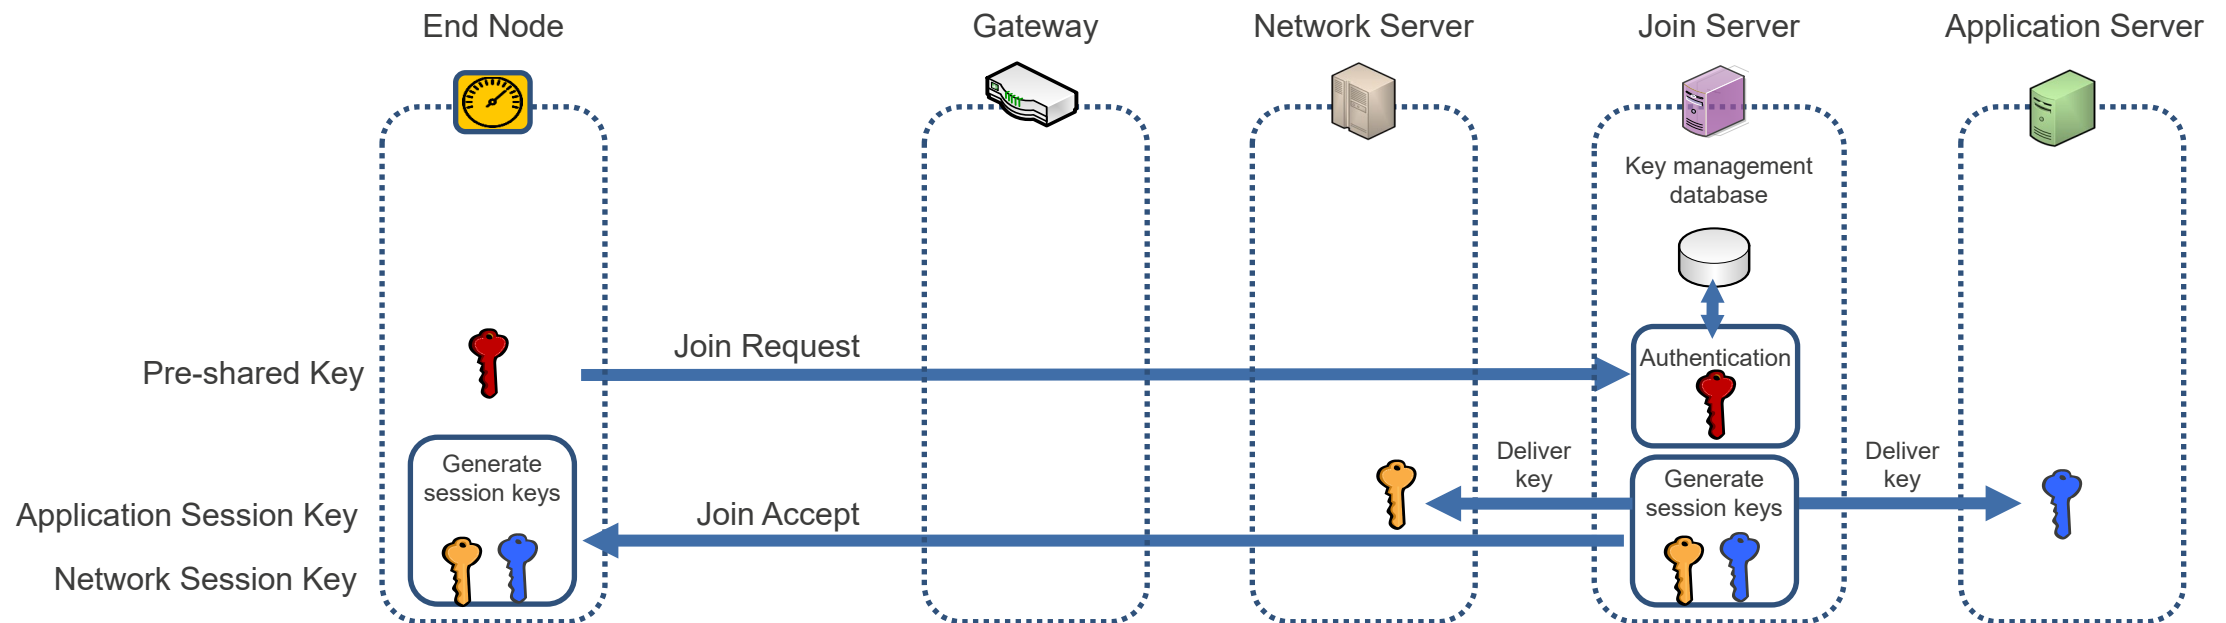 End Node
Gateway
Network Server
Join Server
Application Server
Key management
database
Join Request
Pre-shared Key
Authentication
Generate
session keys
Deliver
key
Generate
session keys
Deliver
key
Application Session Key
Join Accept
Network Session Key